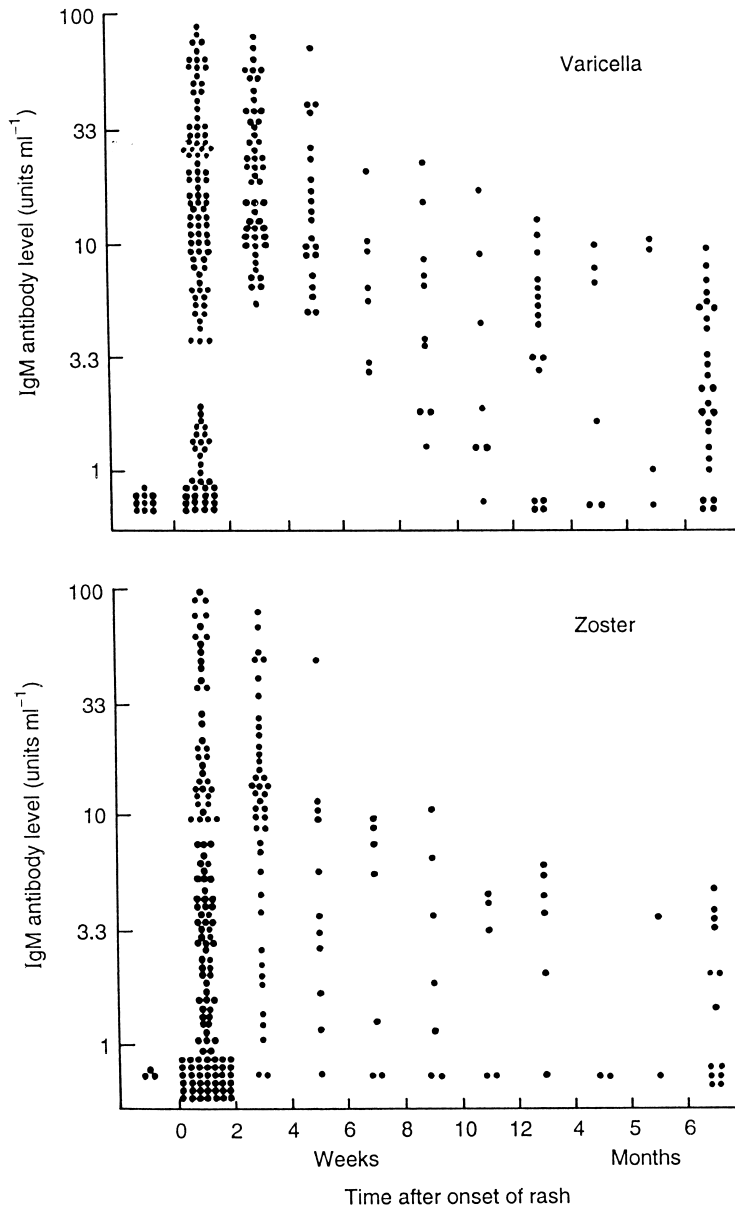 100
33
10
3.3
1
IgM antibody level (units ml⁻¹)
Varicella
100
33
10
3.3
1
IgM antibody level (units ml⁻¹)
Zoster
0 2 4 6 8 10 12 4 6
Weeks Months
Time after onset of rash